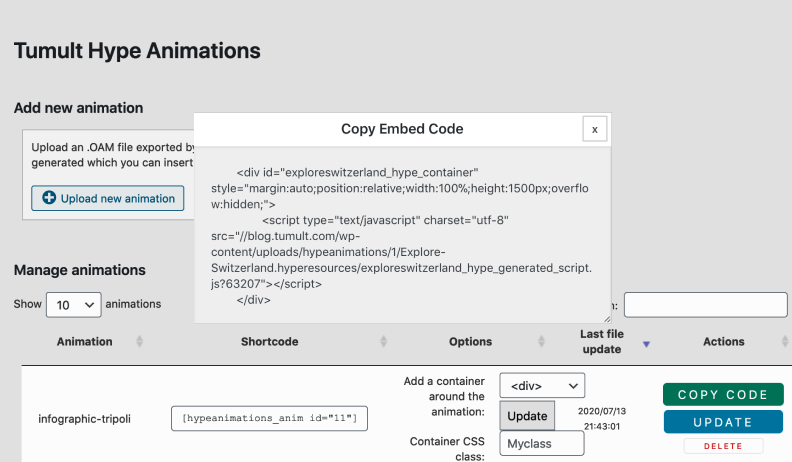 Tumult Hype Animations
Add new animation
Upload an .OAM file exported by
generated which you can insert
Upload new animation
Copy Embed Code
x
<div id="exploreswitzerland_hype_container"
style="margin:auto;position:relative;width:100%;height:1500px;overflo
w:hidden;">
<script type="text/javascript" charset="utf-8"
src="//blog.tumult.com/wp-
content/uploads/hypeanimations/1/Explore-
Switzerland.hyperesources/exploreswitzerland_hype_generated_script.
js?63207"></script>
</div>
Manage animations
Show 10 animations
Animation
Shortcode
Options
Last file
update
Actions
infographic-tripoli
[hypeanimations_anim id="11"]
Add a container
around the
animation:
<div>
Update
Container CSS
class:
Myclass
2020/07/13
21:43:01
COPY CODE
UPDATE
DELETE